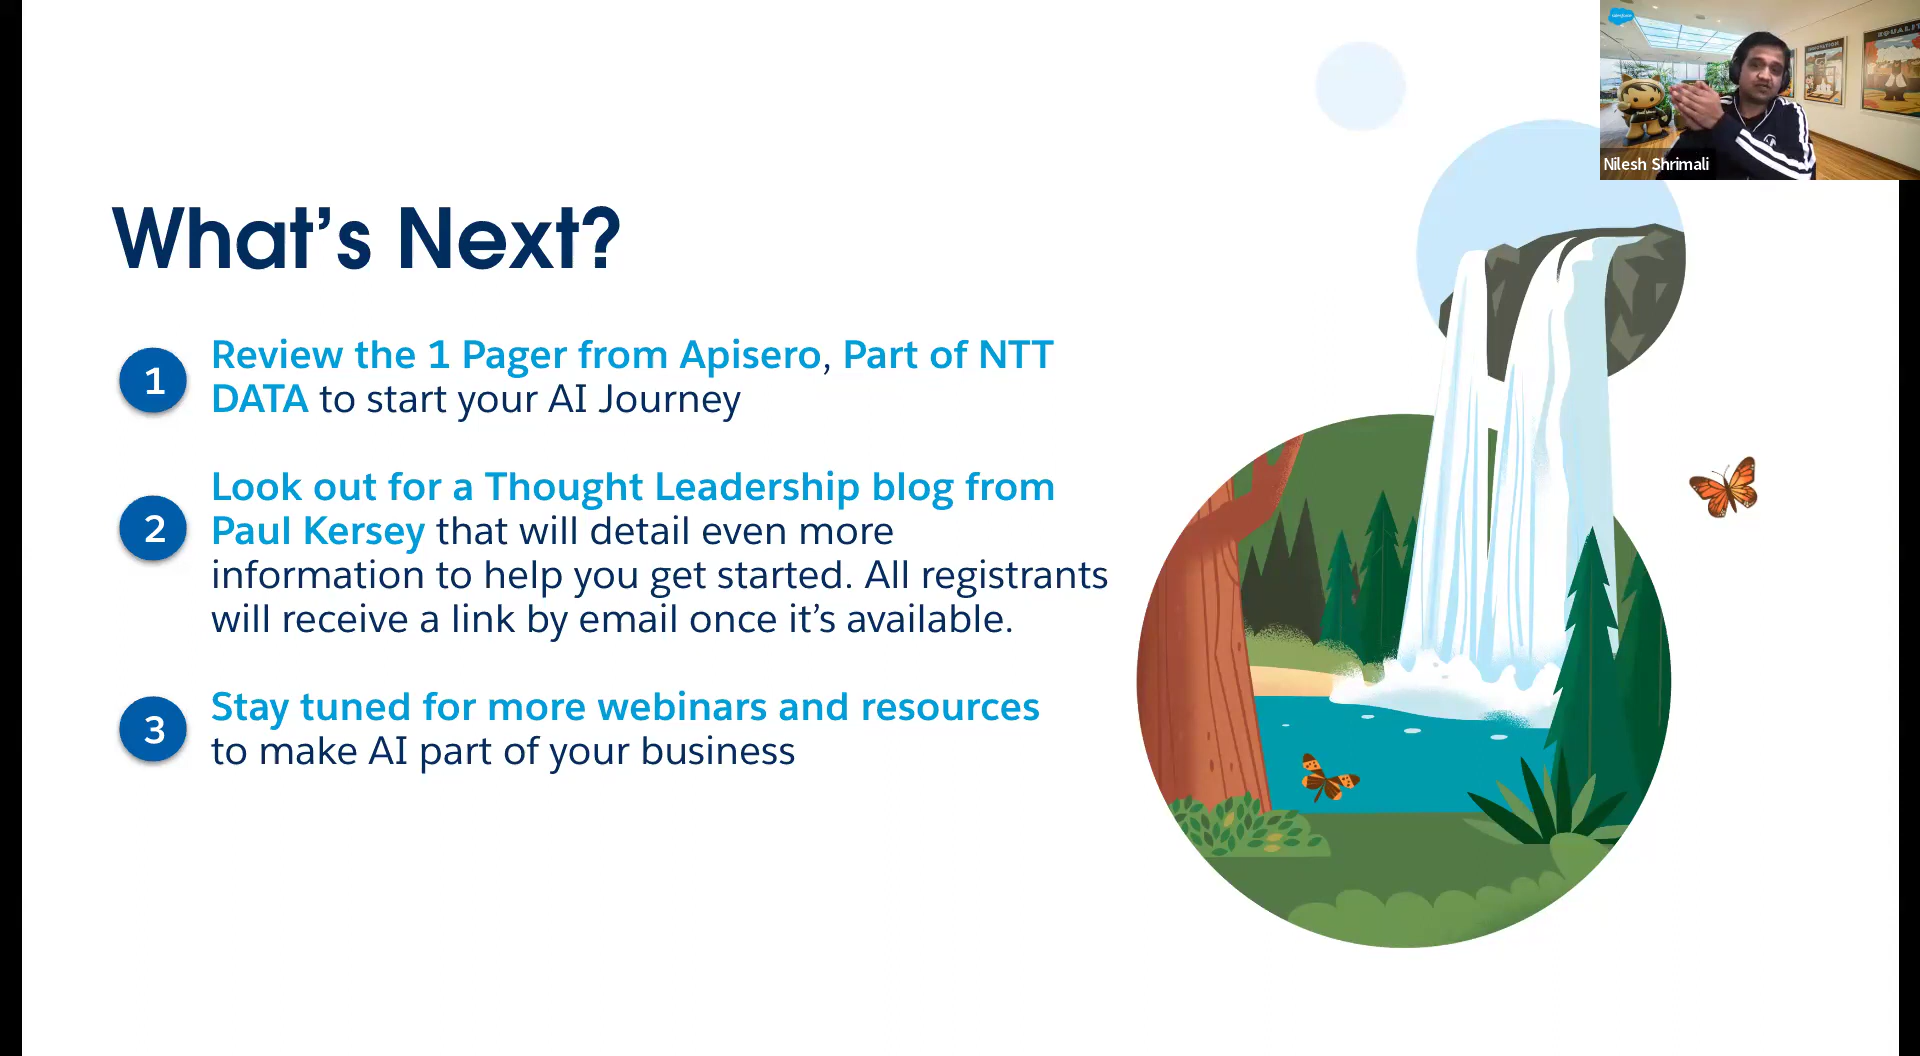 salesforce
INNOVATION
EQUALITY
Nilesh Shrimali
What's Next?
1
Review the 1 Pager from Apisero, Part of NTT
DATA to start your AI Journey
2
Look out for a Thought Leadership blog from
Paul Kersey that will detail even more
information to help you get started. All registrants
will receive a link by email once it's available.
3
Stay tuned for more webinars and resources
to make AI part of your business